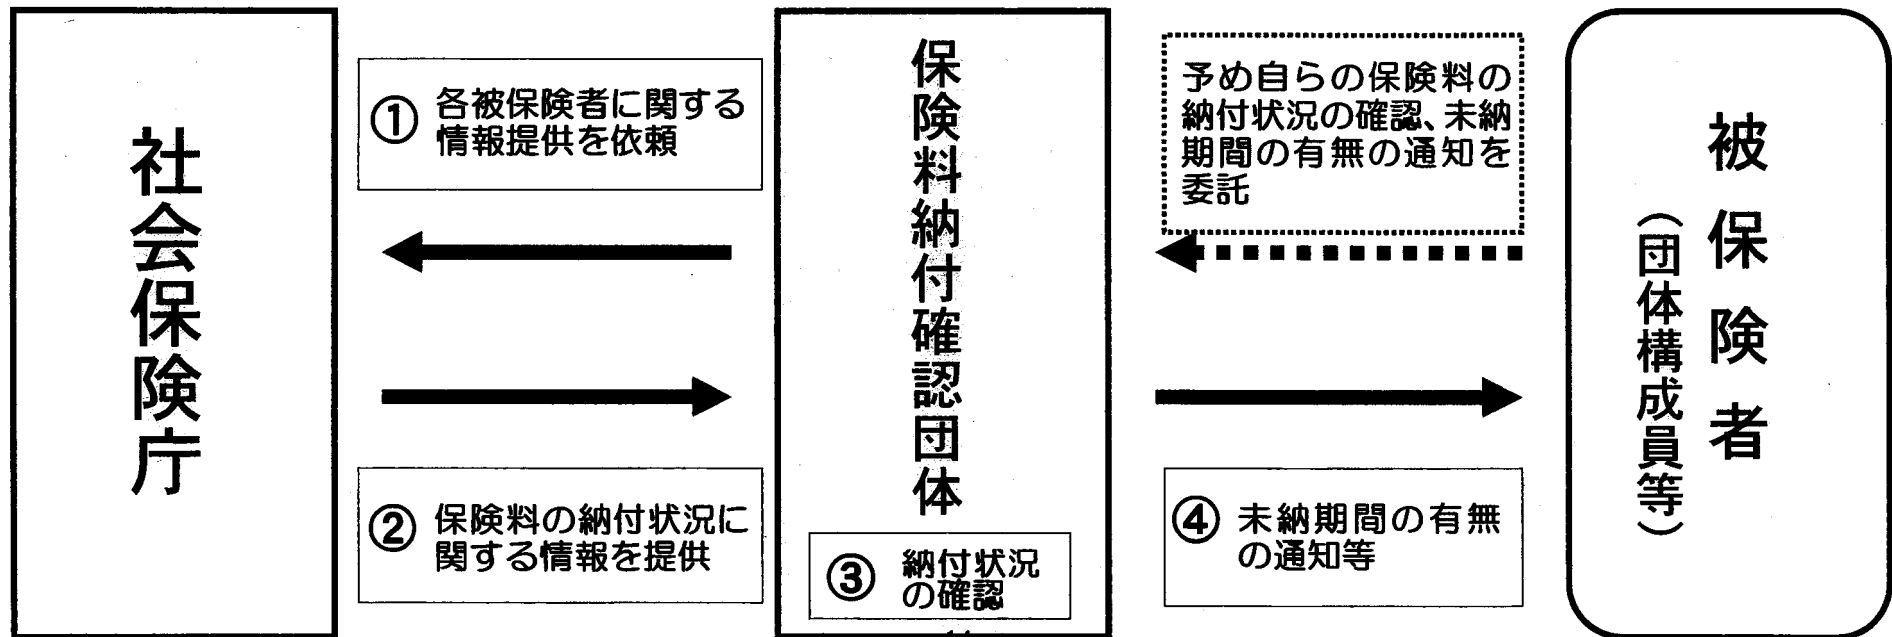 社会保険庁
① 各被保険者に関する
情報提供を依頼
② 保険料の納付状況に
関する情報を提供
保険料納付確認団体
③ 納付状況
の確認
予め自らの保険料の
納付状況の確認、未納
期間の有無の通知を
委託
④ 未納期間の有無
の通知等
被保険者
（団体構成員等）